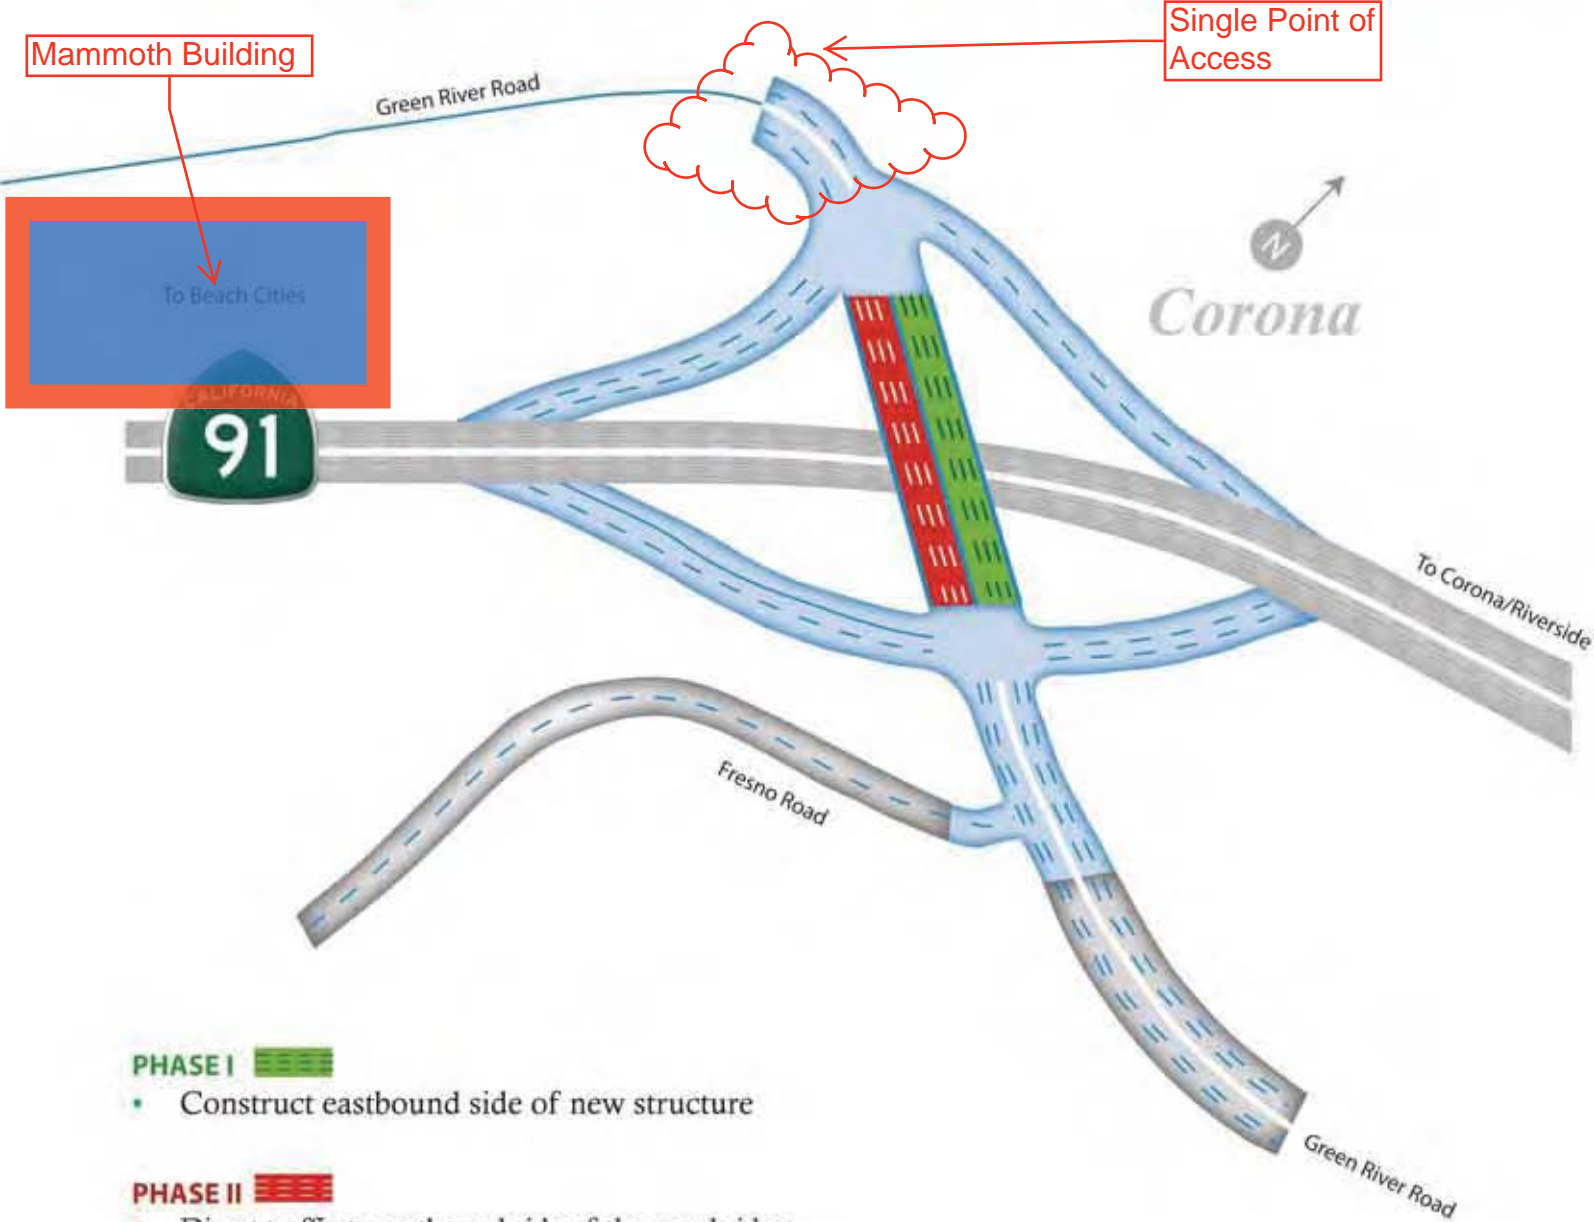 Single Point of
Access
Mammoth Building
Green River Road
To Beach Cities
N
Corona
CALIFORNIA
91
To Corona/Riverside
Fresno Road
PHASE I
• Construct eastbound side of new structure
Green River Road
PHASE II